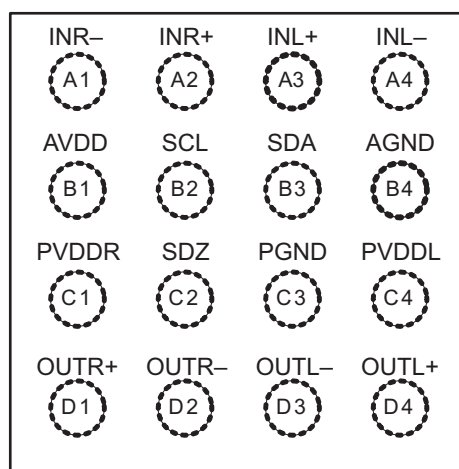 INR– INR+ INL+ INL–
A1 A2 A3 A4
AVDD SCL SDA AGND
B1 B2 B3 B4
PVDDR SDZ PGND PVDDL
C1 C2 C3 C4
OUTR+ OUTR– OUTL– OUTL+
D1 D2 D3 D4